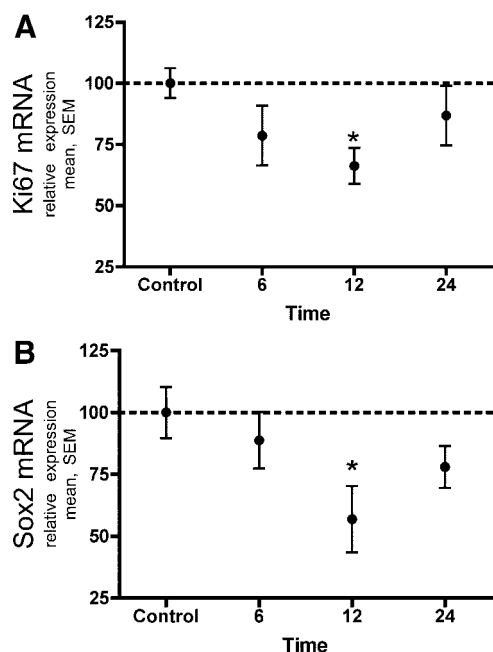 A
Ki67 mRNA
relative expression
mean, SEM
125
100
75
50
25
*
Control 6 12 24
Time
B
Sox2 mRNA
relative expression
mean, SEM
125
100
75
50
25
*
Control 6 12 24
Time